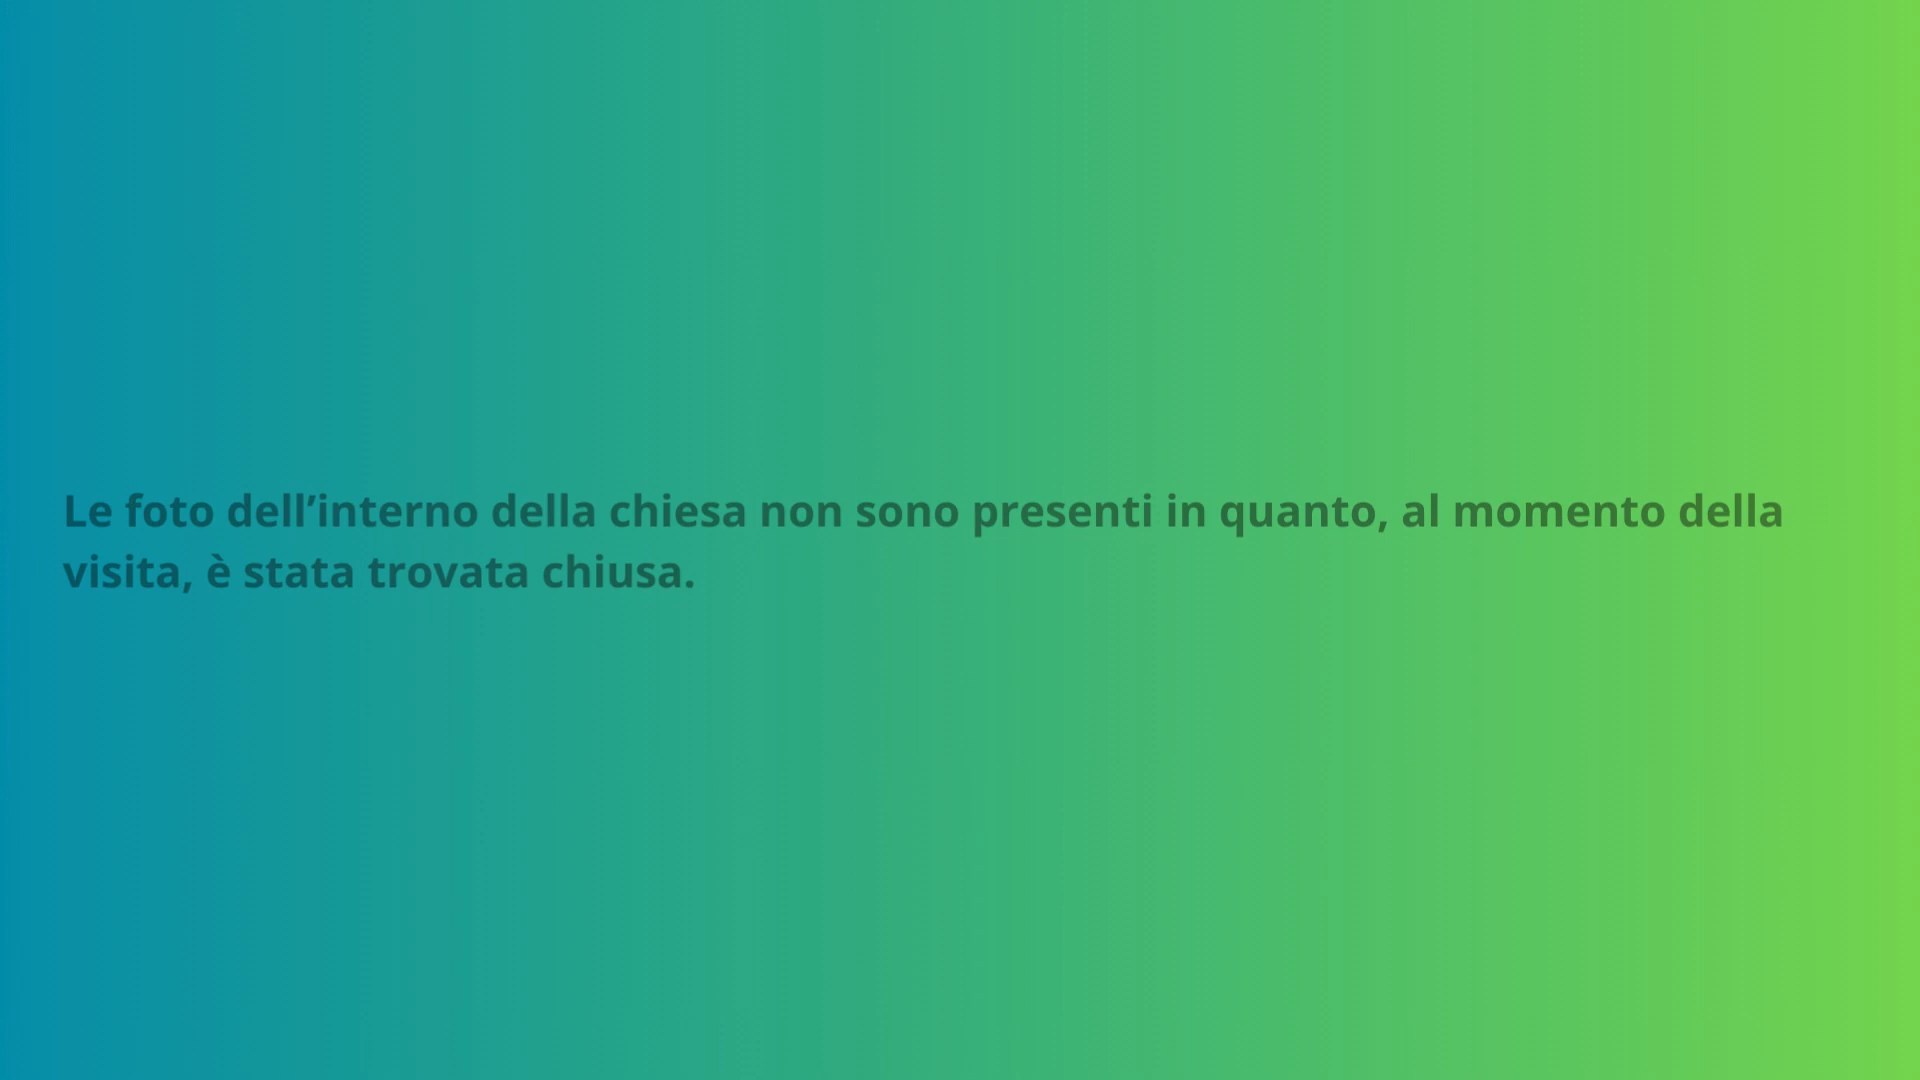 Le foto dell’interno della chiesa non sono presenti in quanto, al momento della
visita, è stata trovata chiusa.